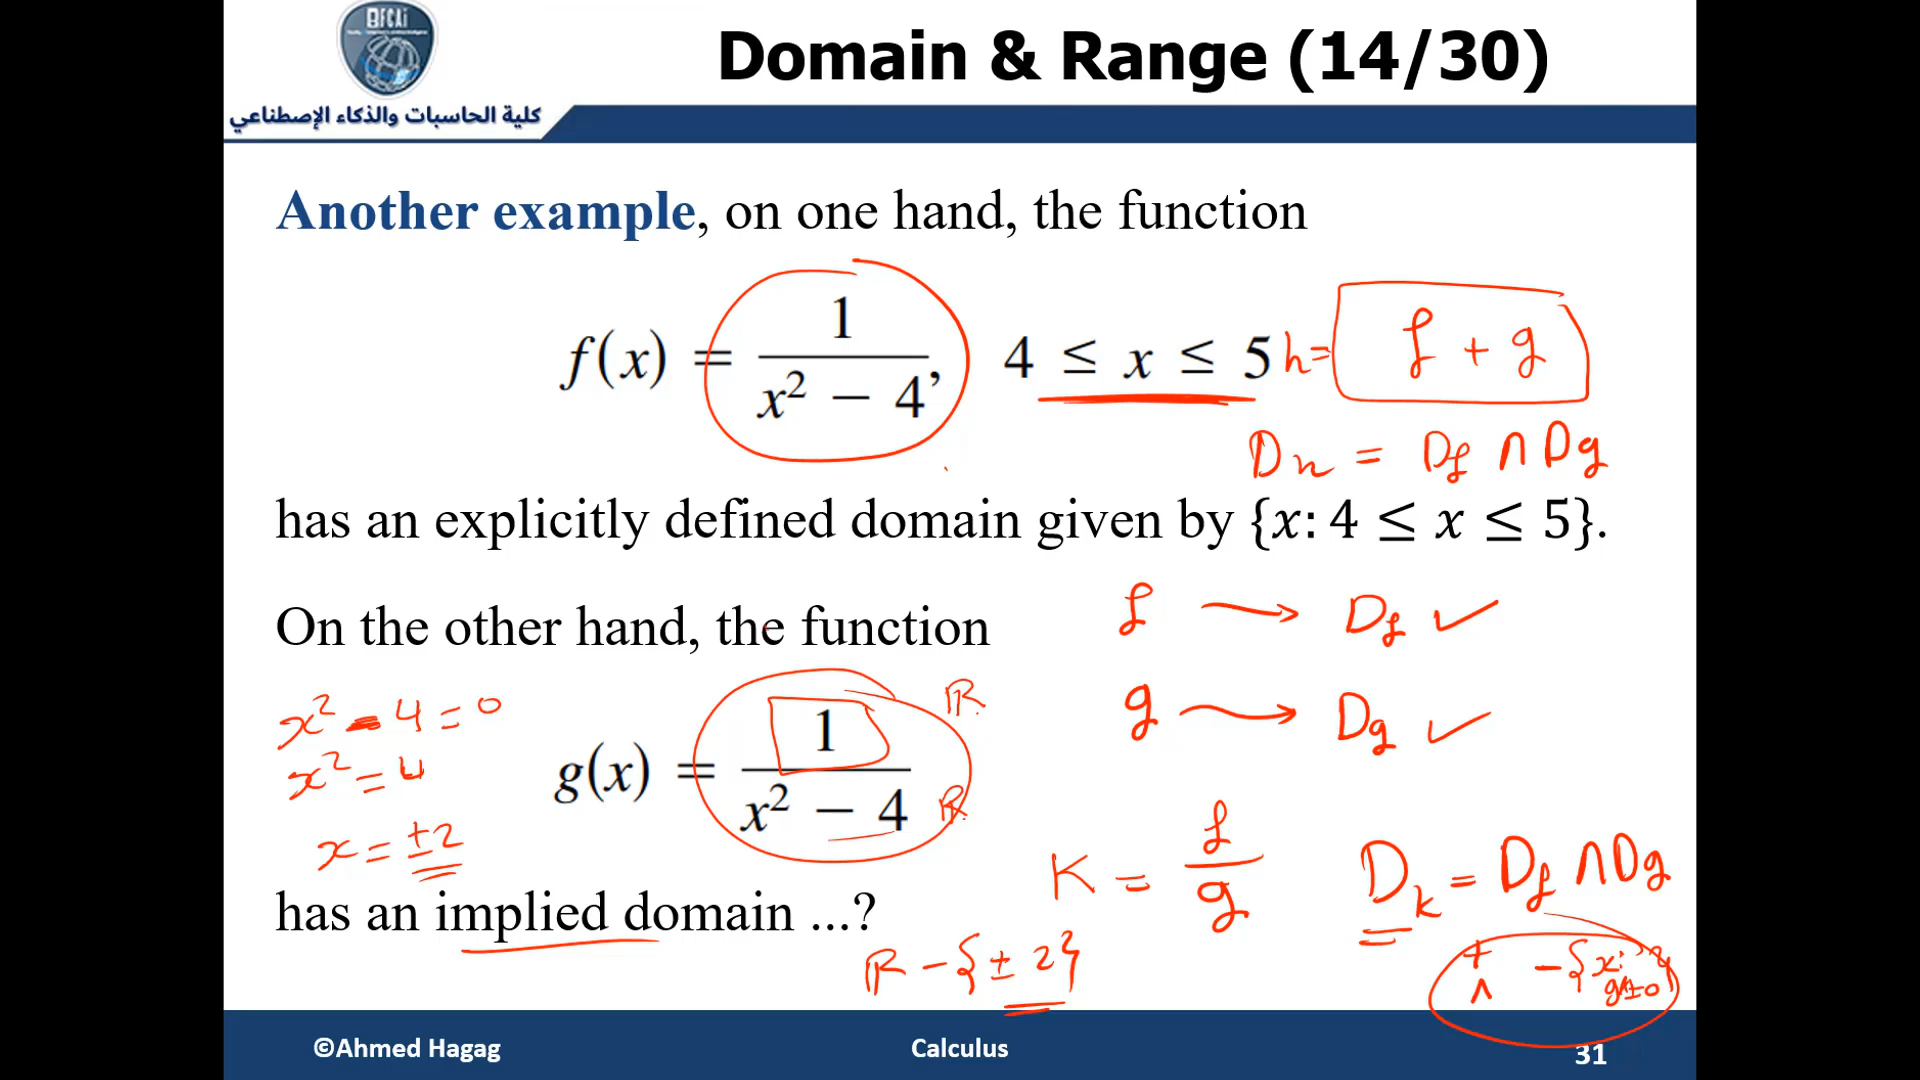 FCAi
كلية الحاسبات والذكاء الإصطناعي
Domain & Range (14/30)
Another example, on one hand, the function
f(x) = 1 / (x² − 4), 4 ≤ x ≤ 5
h = f + g
Dh = Df ∩ Dg
has an explicitly defined domain given by {x: 4 ≤ x ≤ 5}.
f → Df ✓
On the other hand, the function
g → Dg ✓
x² - 4 = 0
x² = 4
x = ±2
g(x) = 1 / (x² − 4)
ℝ
ℝ
K = f / g
Dk = Df ∩ Dg
has an implied domain ...?
ℝ - {± 2}
©Ahmed Hagag
Calculus
31